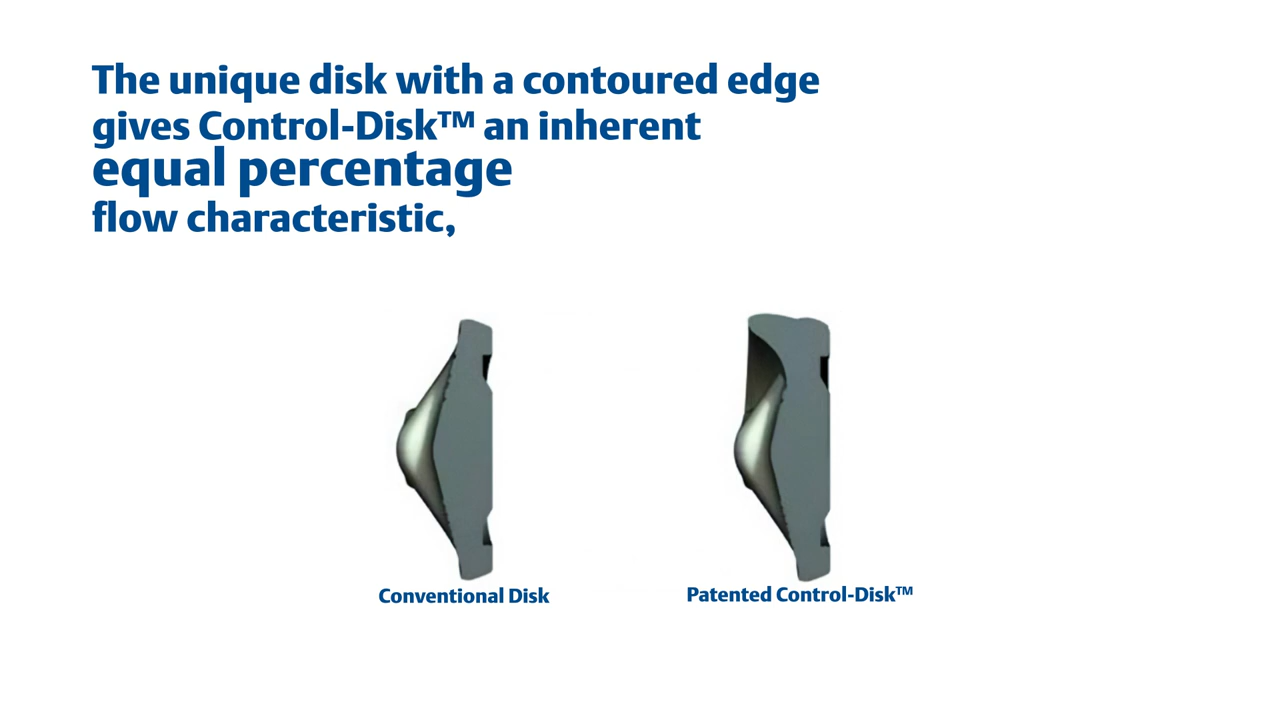 The unique disk with a contoured edge
gives Control-Disk™ an inherent
equal percentage
flow characteristic,
Conventional Disk
Patented Control-Disk™